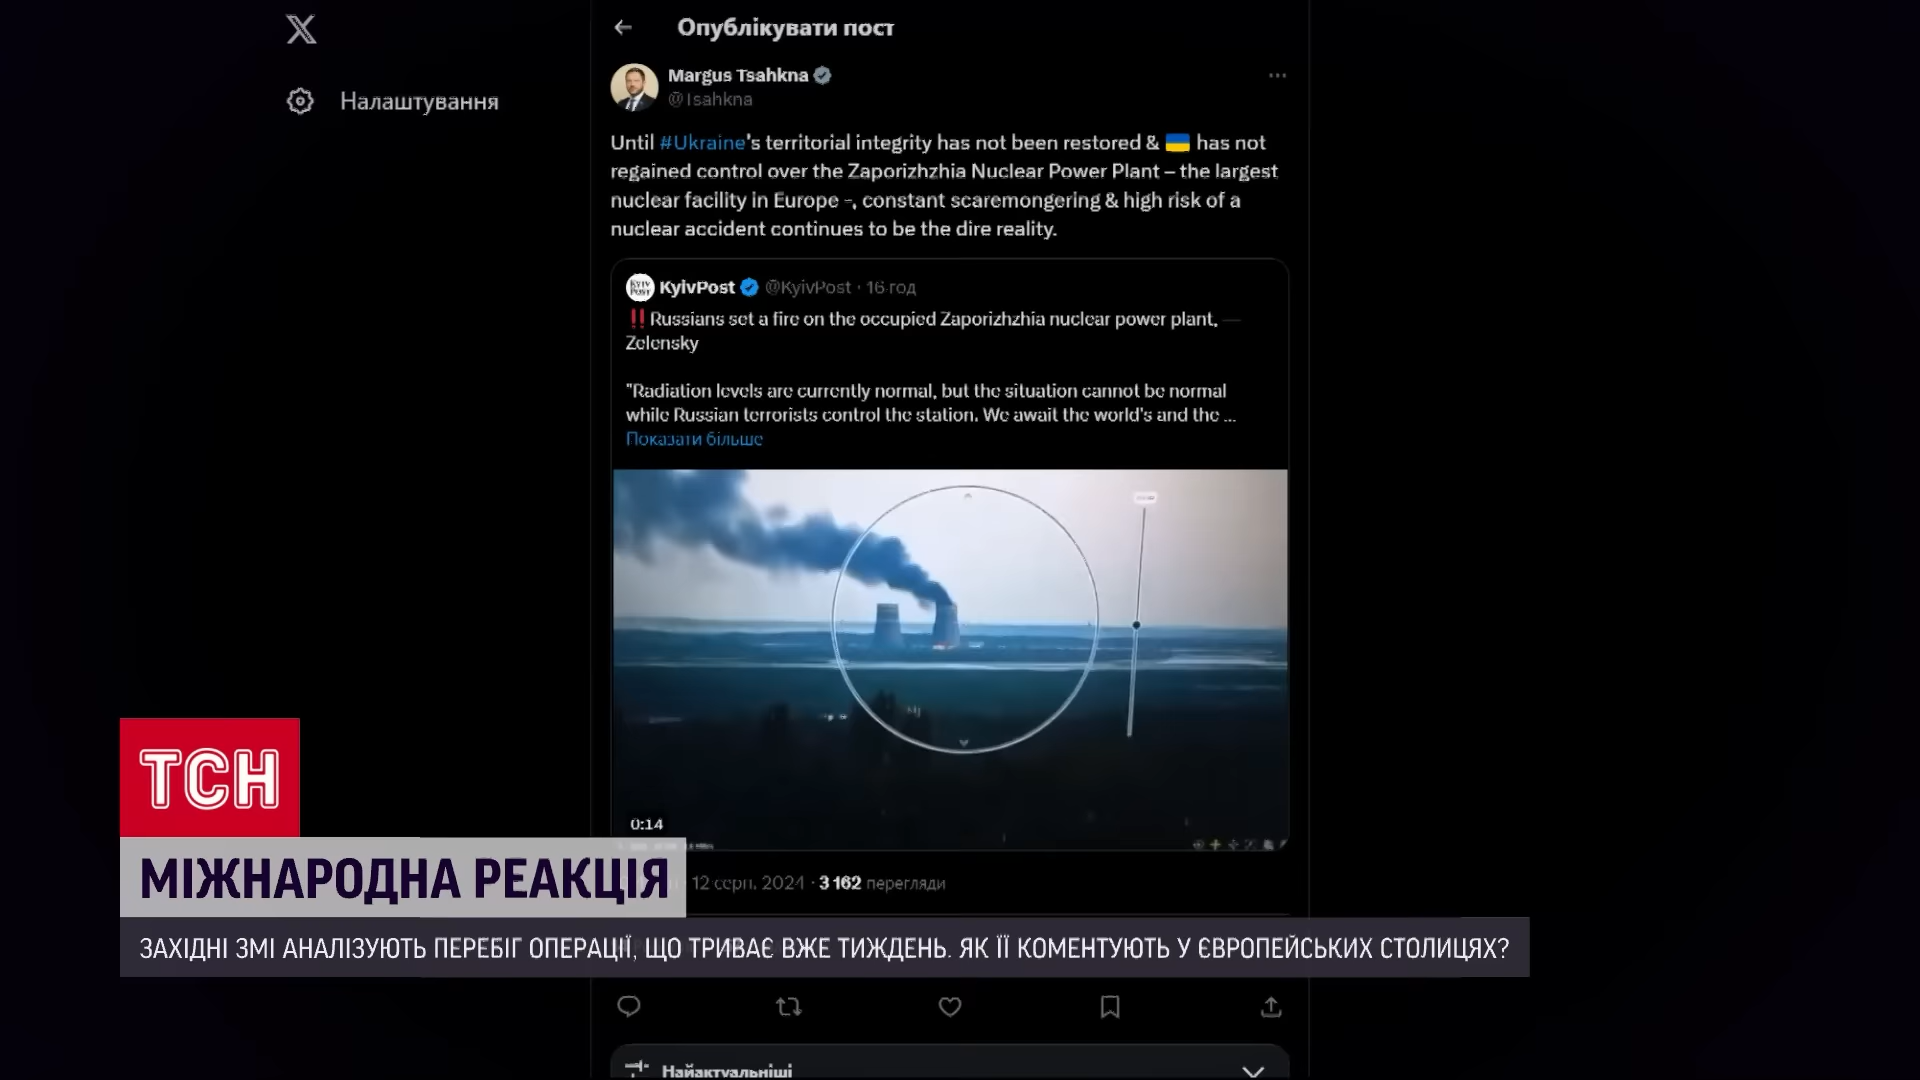 Опублікувати пост
Налаштування
Margus Tsahkna
@Tsahkna
Until #Ukraine's territorial integrity has not been restored & 🇺🇦 has not
regained control over the Zaporizhzhia Nuclear Power Plant – the largest
nuclear facility in Europe -, constant scaremongering & high risk of a
nuclear accident continues to be the dire reality.
KyivPost @KyivPost · 16 год
‼️Russians set a fire on the occupied Zaporizhzhia nuclear power plant, —
Zelensky
"Radiation levels are currently normal, but the situation cannot be normal
while Russian terrorists control the station. We await the world's and the ...
Показати більше
0:14
ТСН
МІЖНАРОДНА РЕАКЦІЯ
· 12 серп. 2024 · 3 162 перегляди
ЗАХІДНІ ЗМІ АНАЛІЗУЮТЬ ПЕРЕБІГ ОПЕРАЦІЇ, ЩО ТРИВАЄ ВЖЕ ТИЖДЕНЬ. ЯК ЇЇ КОМЕНТУЮТЬ У ЄВРОПЕЙСЬКИХ СТОЛИЦЯХ?
Найактуальніші